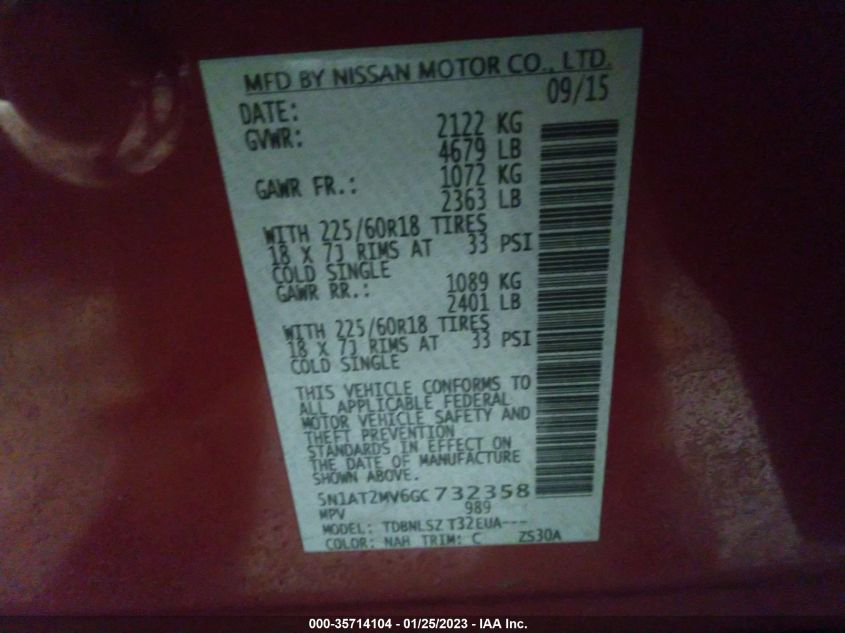 MFD BY NISSAN MOTOR CO., LTD.
DATE: 09/15
GVWR: 2122 KG
4679 LB
GAWR FR.: 1072 KG
2363 LB
WITH 225/60R18 TIRES
18 X 7J RIMS AT 33 PSI
COLD SINGLE
GAWR RR.: 1089 KG
2401 LB
WITH 225/60R18 TIRES
18 X 7J RIMS AT 33 PSI
COLD SINGLE
THIS VEHICLE CONFORMS TO
ALL APPLICABLE FEDERAL
MOTOR VEHICLE SAFETY AND
THEFT PREVENTION
STANDARDS IN EFFECT ON
THE DATE OF MANUFACTURE
SHOWN ABOVE.
5N1AT2MV6GC732358
MPV 989
MODEL: TDBNLSZ T32EUA---
COLOR: NAH TRIM: C ZS30A
000-35714104 - 01/25/2023 - IAA Inc.